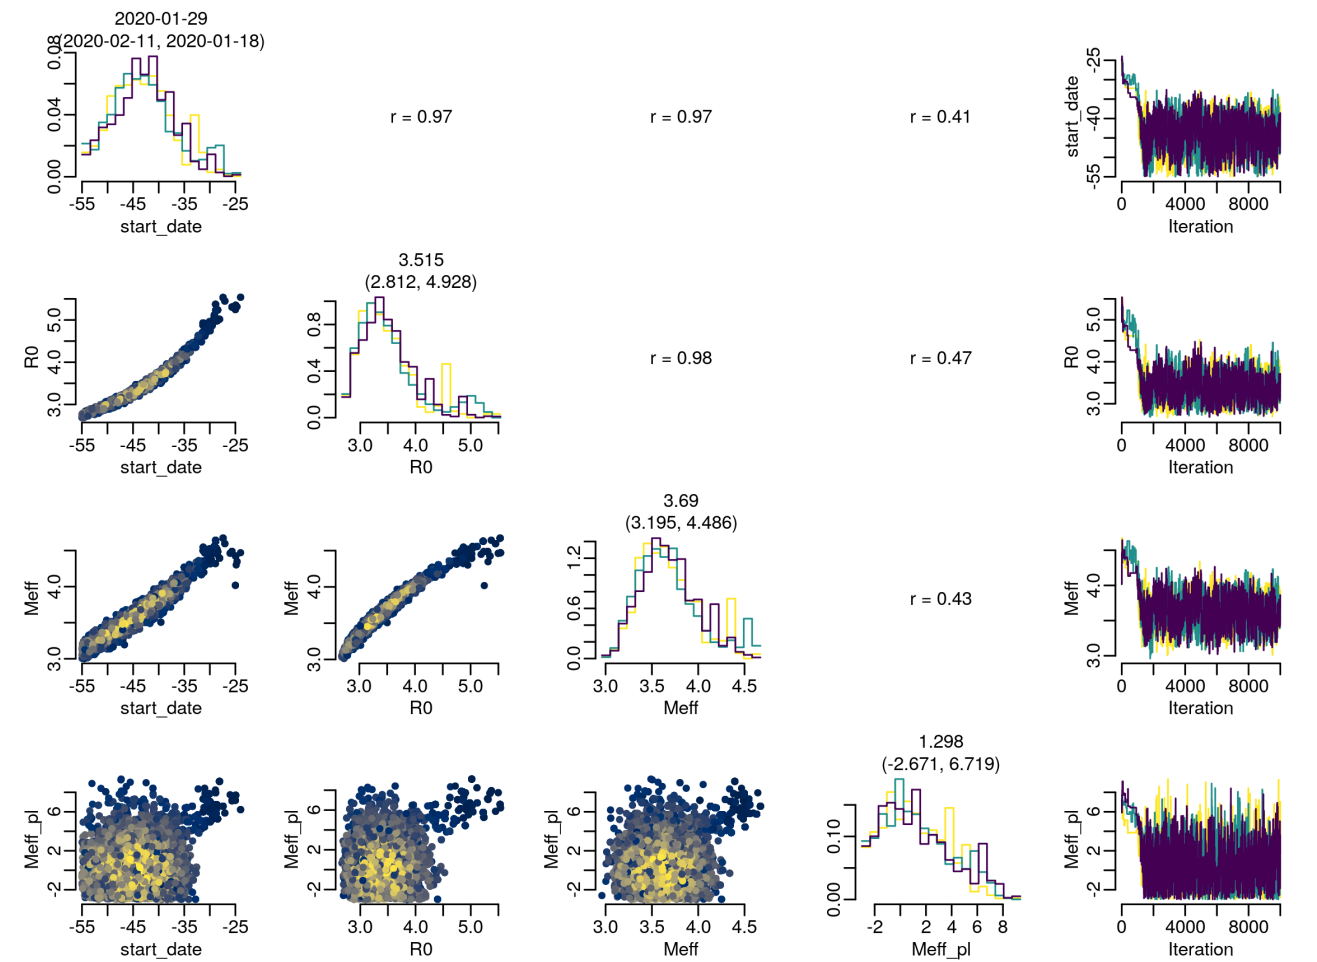 2020-01-29
(2020-02-11, 2020-01-18)
0.00 0.04 0.08
-55 -45 -35 -25
start_date
r = 0.97
r = 0.97
r = 0.41
start_date
-55 -40 -25
0 4000 8000
Iteration
R0
3.0 4.0 5.0
-55 -45 -35 -25
start_date
3.515
(2.812, 4.928)
0.0 0.4 0.8
3.0 4.0 5.0
R0
r = 0.98
r = 0.47
R0
3.0 4.0 5.0
0 4000 8000
Iteration
Meff
3.0 4.0
-55 -45 -35 -25
start_date
Meff
3.0 4.0
3.0 4.0 5.0
R0
3.69
(3.195, 4.486)
0.0 0.6 1.2
3.0 3.5 4.0 4.5
Meff
r = 0.43
Meff
3.0 4.0
0 4000 8000
Iteration
Meff_pl
-2 2 6
-55 -45 -35 -25
start_date
Meff_pl
-2 2 6
3.0 4.0 5.0
R0
Meff_pl
-2 2 6
3.0 3.5 4.0 4.5
Meff
1.298
(-2.671, 6.719)
0.00 0.10
-2 2 4 6 8
Meff_pl
Meff_pl
-2 2 6
0 4000 8000
Iteration